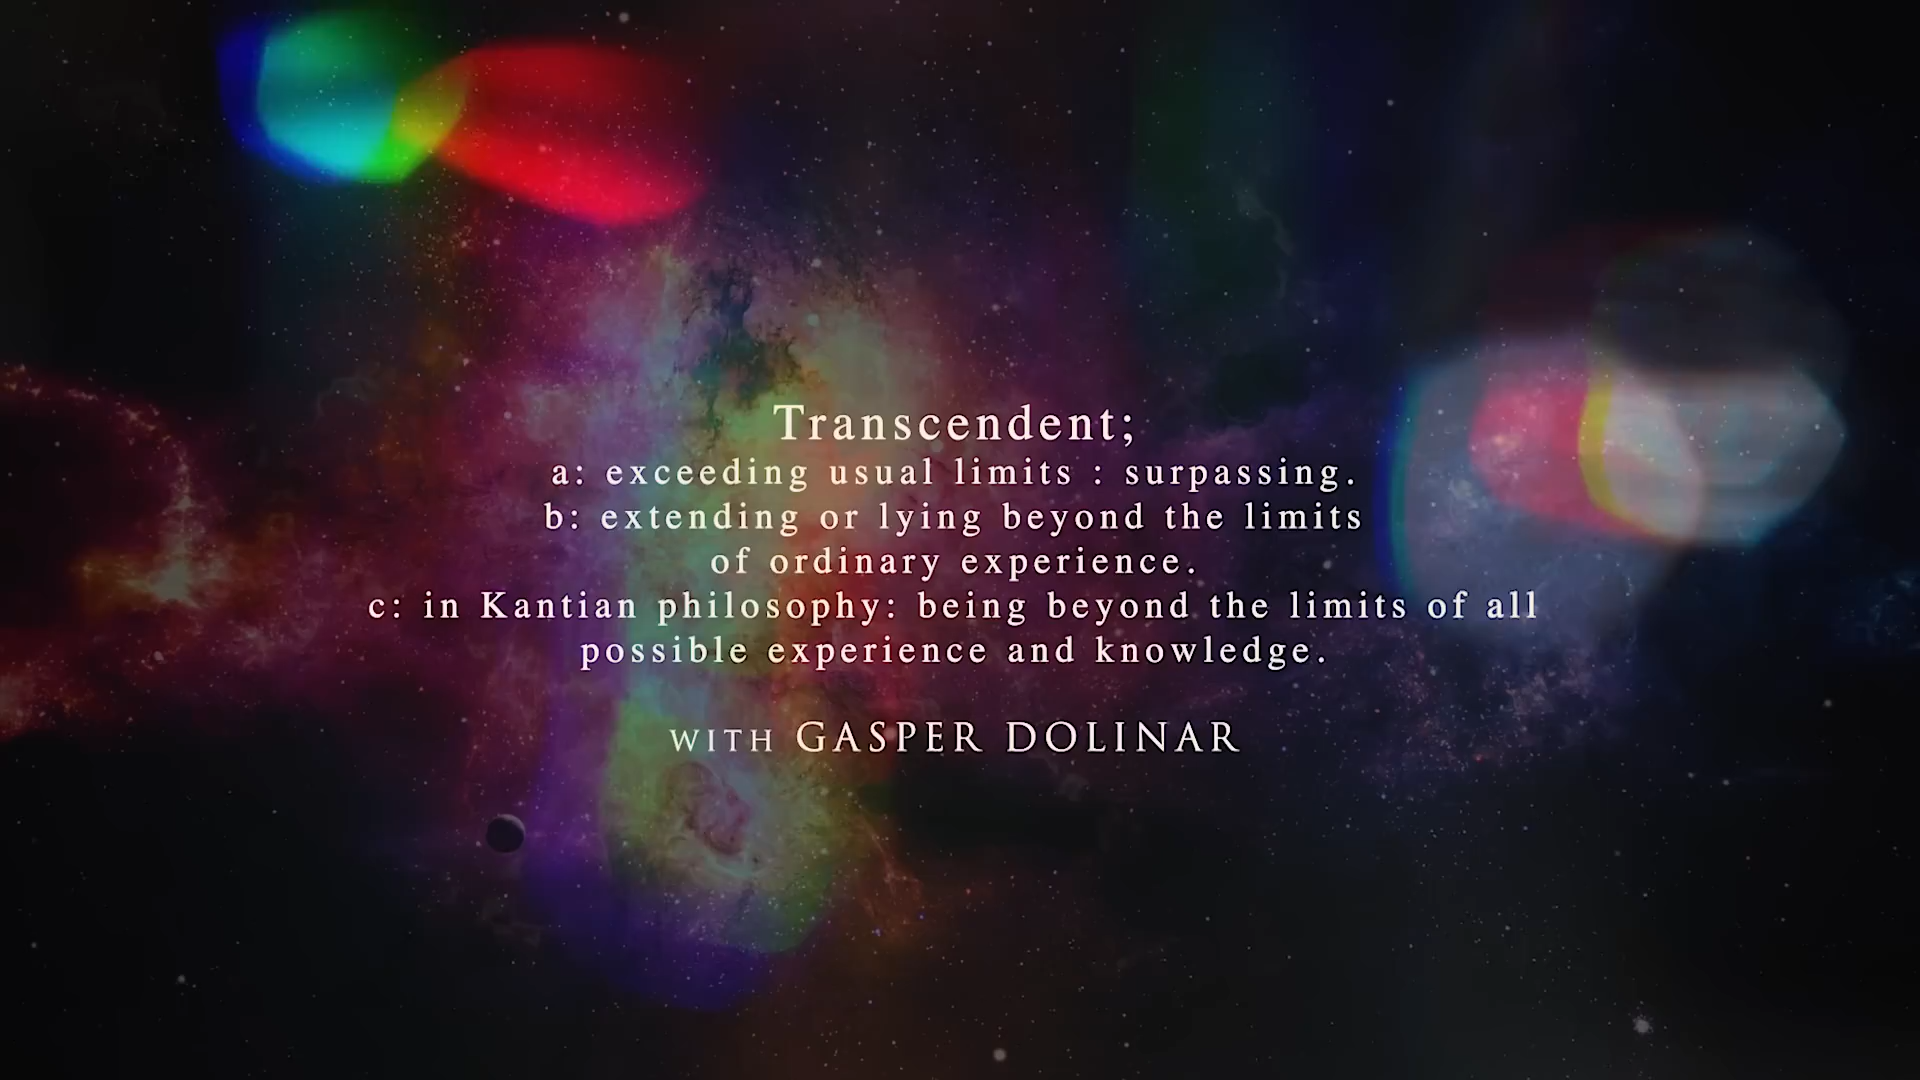 Transcendent;
a: exceeding usual limits : surpassing.
b: extending or lying beyond the limits
of ordinary experience.
c: in Kantian philosophy: being beyond the limits of all
possible experience and knowledge.
WITH GASPER DOLINAR